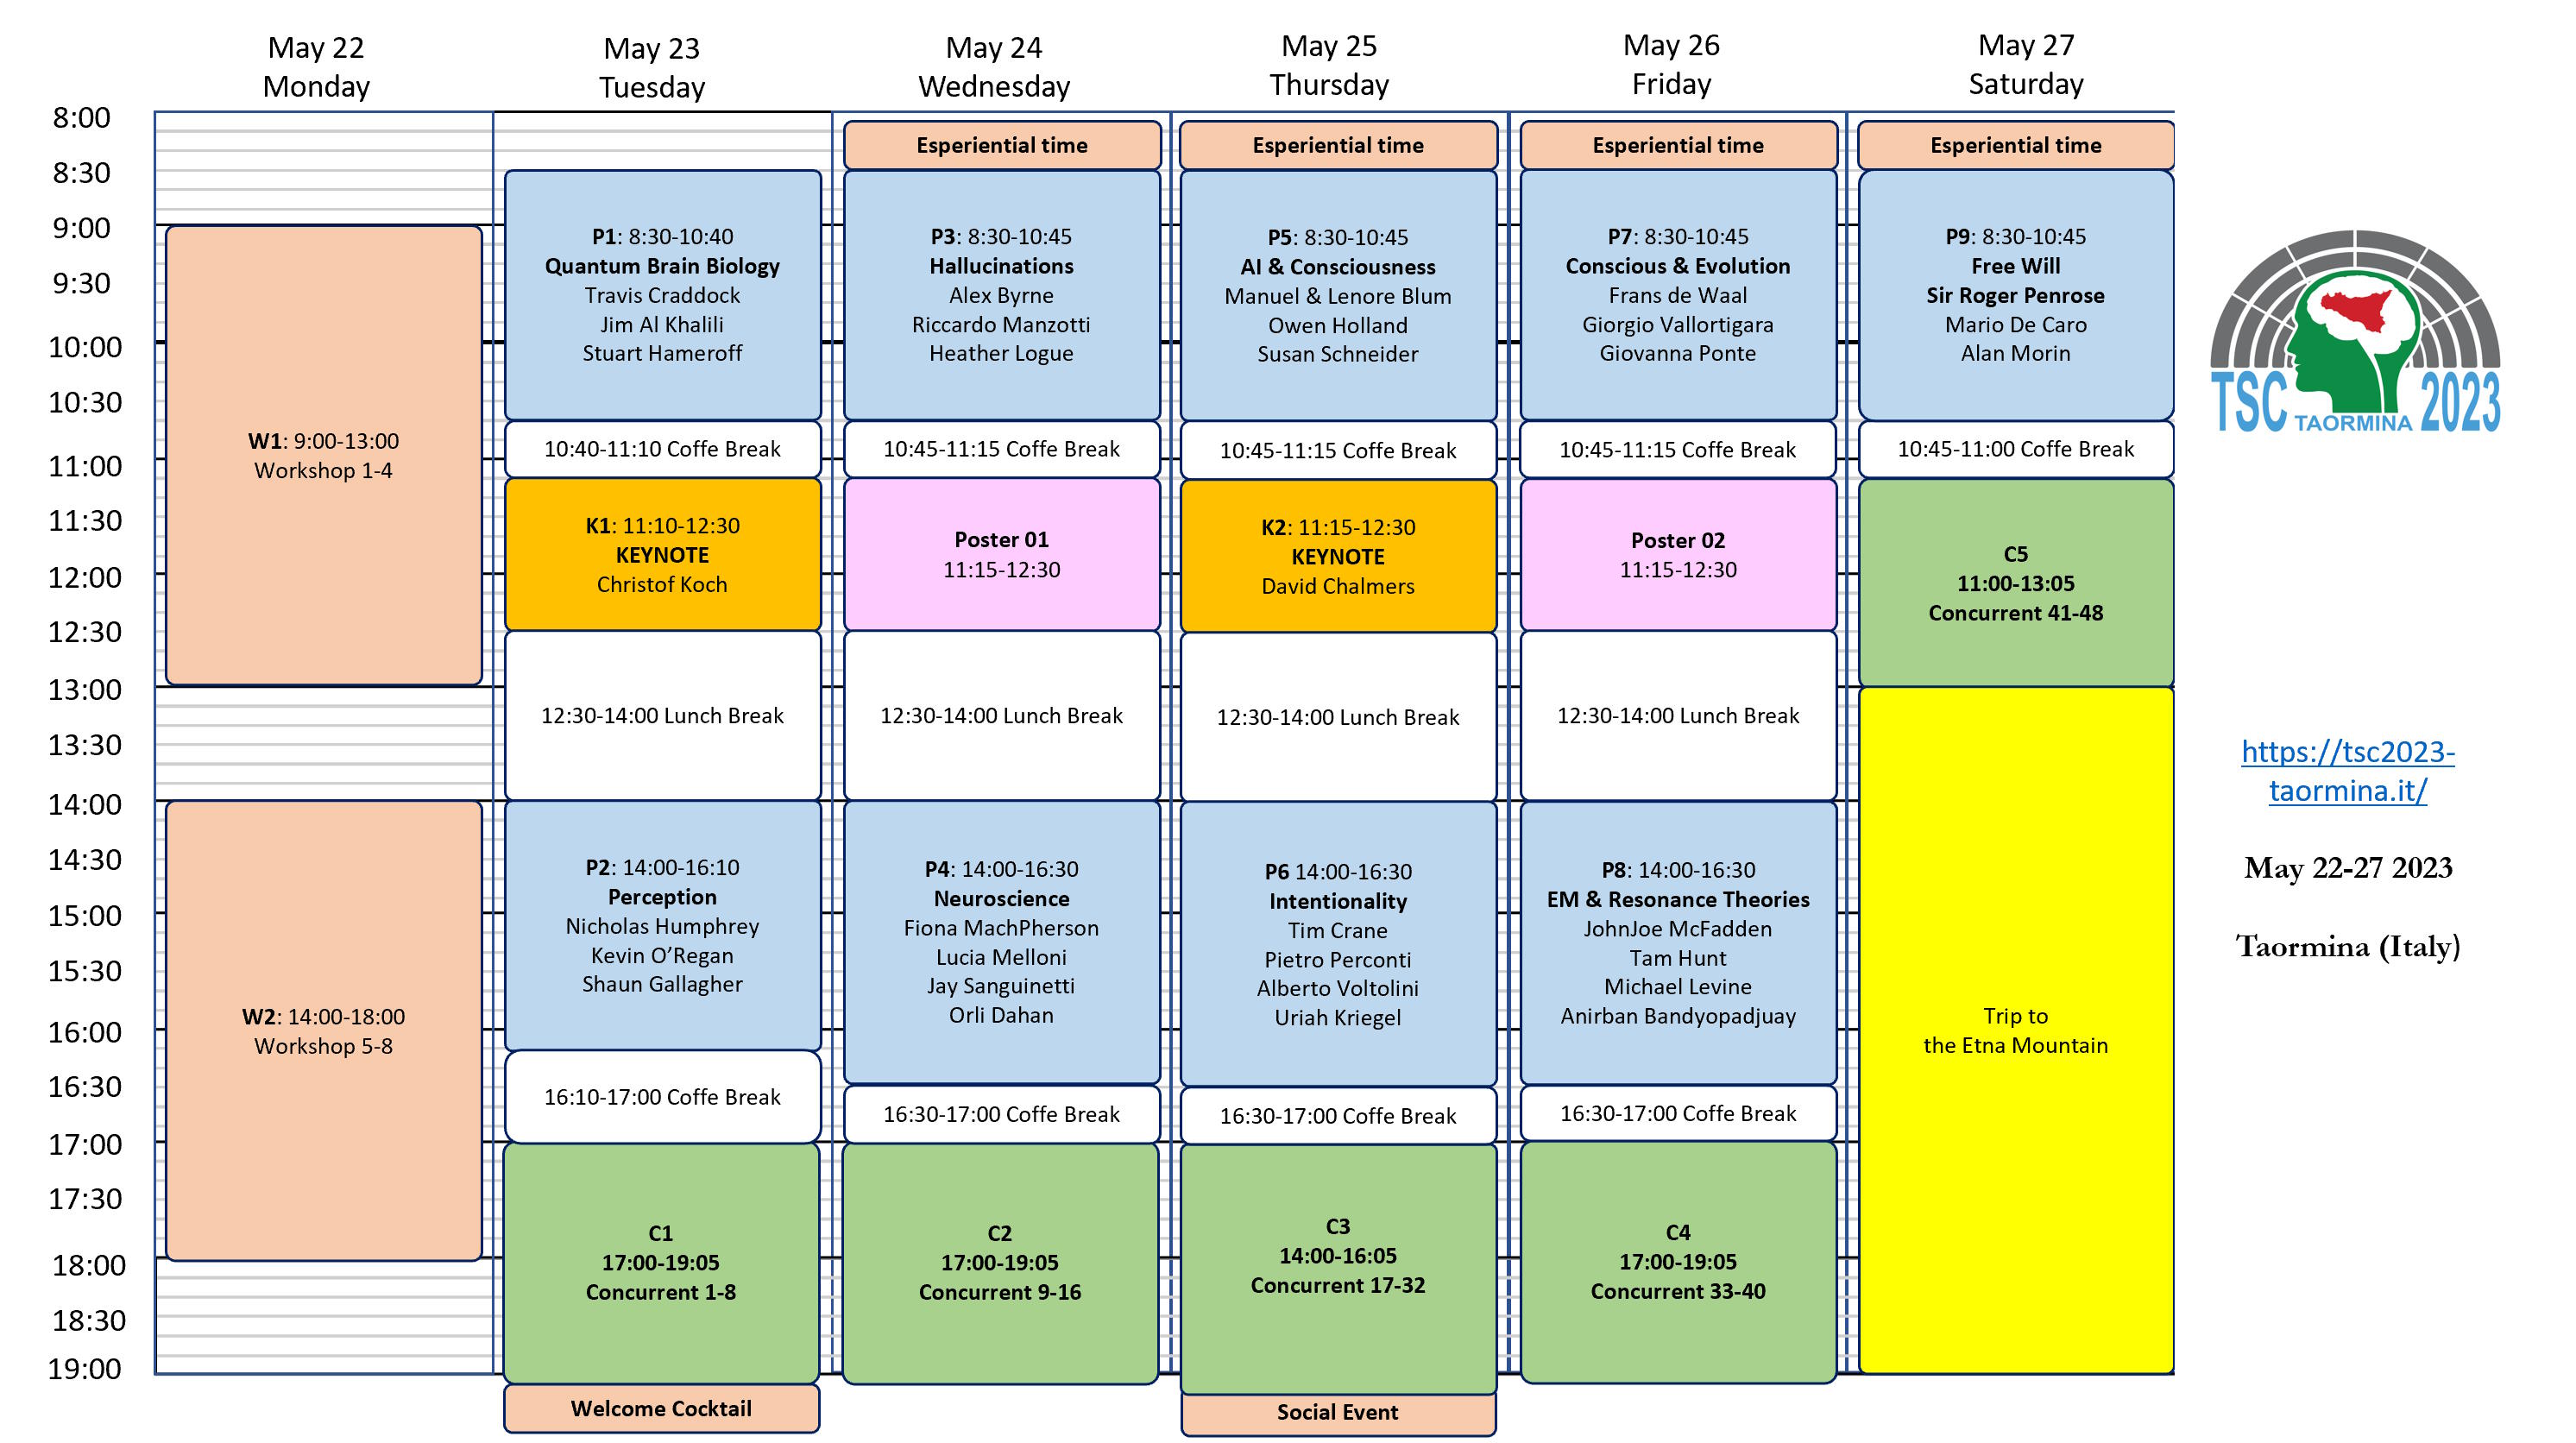 May 22
Monday
May 23
Tuesday
May 24
Wednesday
May 25
Thursday
May 26
Friday
May 27
Saturday
8:00
8:30
9:00
9:30
10:00
10:30
11:00
11:30
12:00
12:30
13:00
13:30
14:00
14:30
15:00
15:30
16:00
16:30
17:00
17:30
18:00
18:30
19:00
W1: 9:00-13:00
Workshop 1-4
W2: 14:00-18:00
Workshop 5-8
P1: 8:30-10:40
Quantum Brain Biology
Travis Craddock
Jim Al Khalili
Stuart Hameroff
10:40-11:10 Coffe Break
K1: 11:10-12:30
KEYNOTE
Christof Koch
12:30-14:00 Lunch Break
P2: 14:00-16:10
Perception
Nicholas Humphrey
Kevin O’Regan
Shaun Gallagher
16:10-17:00 Coffe Break
C1
17:00-19:05
Concurrent 1-8
Welcome Cocktail
Esperiential time
P3: 8:30-10:45
Hallucinations
Alex Byrne
Riccardo Manzotti
Heather Logue
10:45-11:15 Coffe Break
Poster 01
11:15-12:30
12:30-14:00 Lunch Break
P4: 14:00-16:30
Neuroscience
Fiona MachPherson
Lucia Melloni
Jay Sanguinetti
Orli Dahan
16:30-17:00 Coffe Break
C2
17:00-19:05
Concurrent 9-16
Esperiential time
P5: 8:30-10:45
AI & Consciousness
Manuel & Lenore Blum
Owen Holland
Susan Schneider
10:45-11:15 Coffe Break
K2: 11:15-12:30
KEYNOTE
David Chalmers
12:30-14:00 Lunch Break
P6 14:00-16:30
Intentionality
Tim Crane
Pietro Perconti
Alberto Voltolini
Uriah Kriegel
16:30-17:00 Coffe Break
C3
14:00-16:05
Concurrent 17-32
Social Event
Esperiential time
P7: 8:30-10:45
Conscious & Evolution
Frans de Waal
Giorgio Vallortigara
Giovanna Ponte
10:45-11:15 Coffe Break
Poster 02
11:15-12:30
12:30-14:00 Lunch Break
P8: 14:00-16:30
EM & Resonance Theories
JohnJoe McFadden
Tam Hunt
Michael Levine
Anirban Bandyopadjuay
16:30-17:00 Coffe Break
C4
17:00-19:05
Concurrent 33-40
Esperiential time
P9: 8:30-10:45
Free Will
Sir Roger Penrose
Mario De Caro
Alan Morin
10:45-11:00 Coffe Break
C5
11:00-13:05
Concurrent 41-48
Trip to
the Etna Mountain
TSC TAORMINA 2023
https://tsc2023-
taormina.it/
May 22-27 2023
Taormina (Italy)